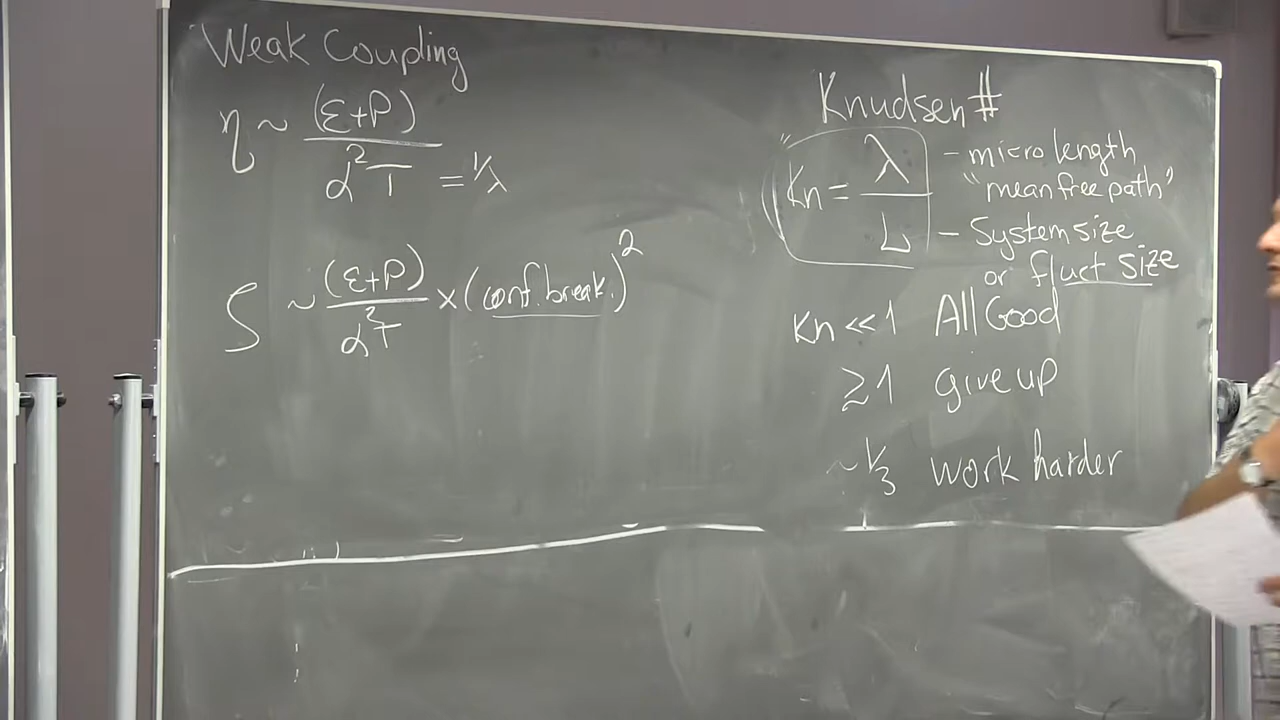 Weak Coupling
η ~ (ε+P) / α²T = 1/λ
ζ ~ (ε+P) / α²T × (conf. break.)²
Knudsen #
Kn = λ / L
- micro length
"mean free path"
- System size
or fluct size
Kn << 1 All Good
≳ 1 give up
~ 1/3 work harder